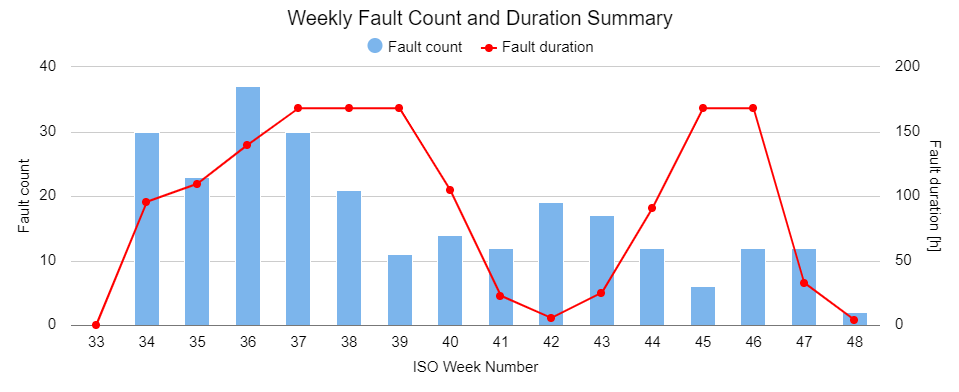 Weekly Fault Count and Duration Summary
Fault count Fault duration
40 200
30 150
20 100
10 50
0 0
Fault count
Fault duration [h]
33 34 35 36 37 38 39 40 41 42 43 44 45 46 47 48
ISO Week Number